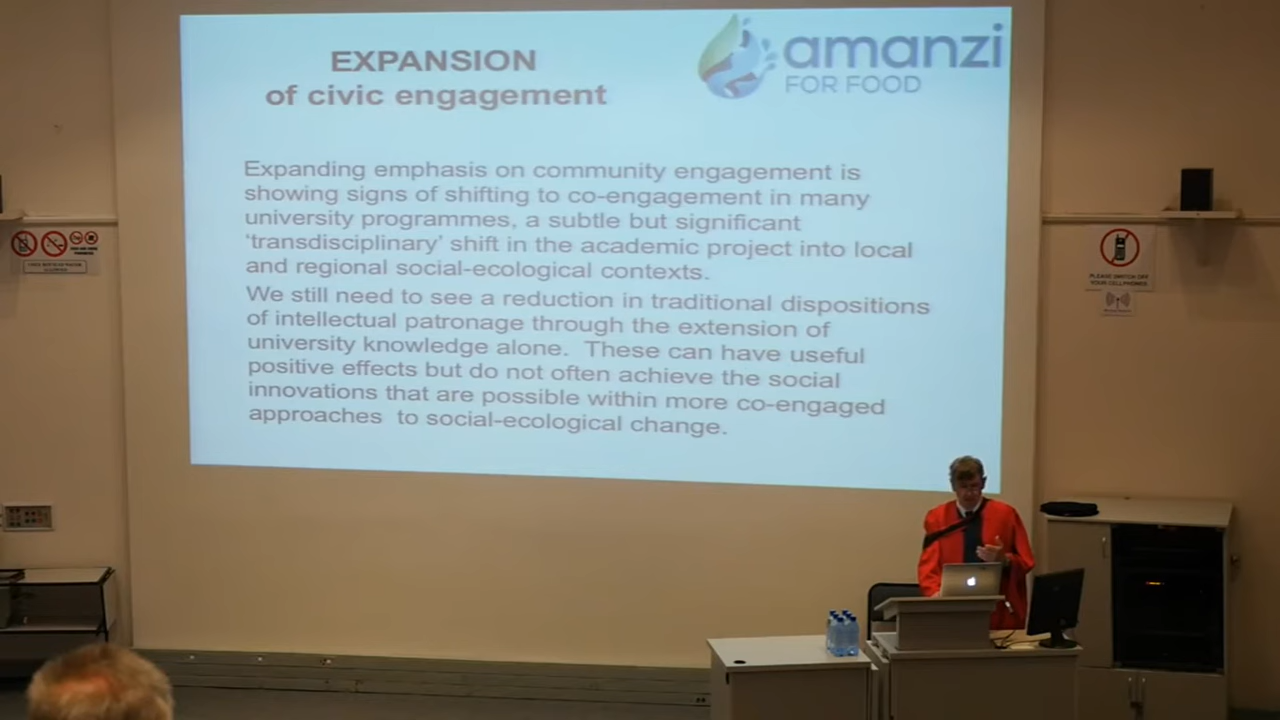 EXPANSION
of civic engagement
amanzi
FOR FOOD
Expanding emphasis on community engagement is
showing signs of shifting to co-engagement in many
university programmes, a subtle but significant
‘transdisciplinary’ shift in the academic project into local
and regional social-ecological contexts.
We still need to see a reduction in traditional dispositions
of intellectual patronage through the extension of
university knowledge alone. These can have useful
positive effects but do not often achieve the social
innovations that are possible within more co-engaged
approaches to social-ecological change.
PLEASE SWITCH OFF
YOUR CELLPHONES